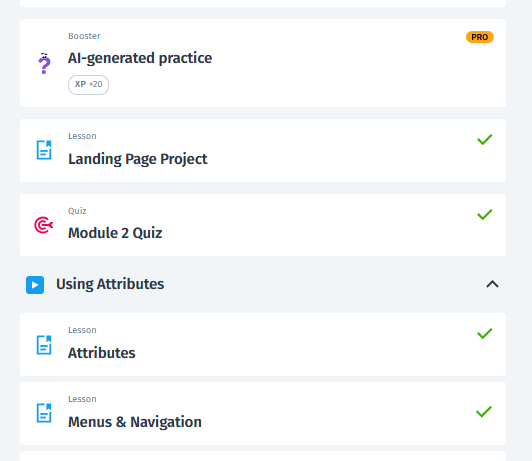 Booster
PRO
AI-generated practice
XP +20
Lesson
Landing Page Project
Quiz
Module 2 Quiz
Using Attributes
Lesson
Attributes
Lesson
Menus & Navigation